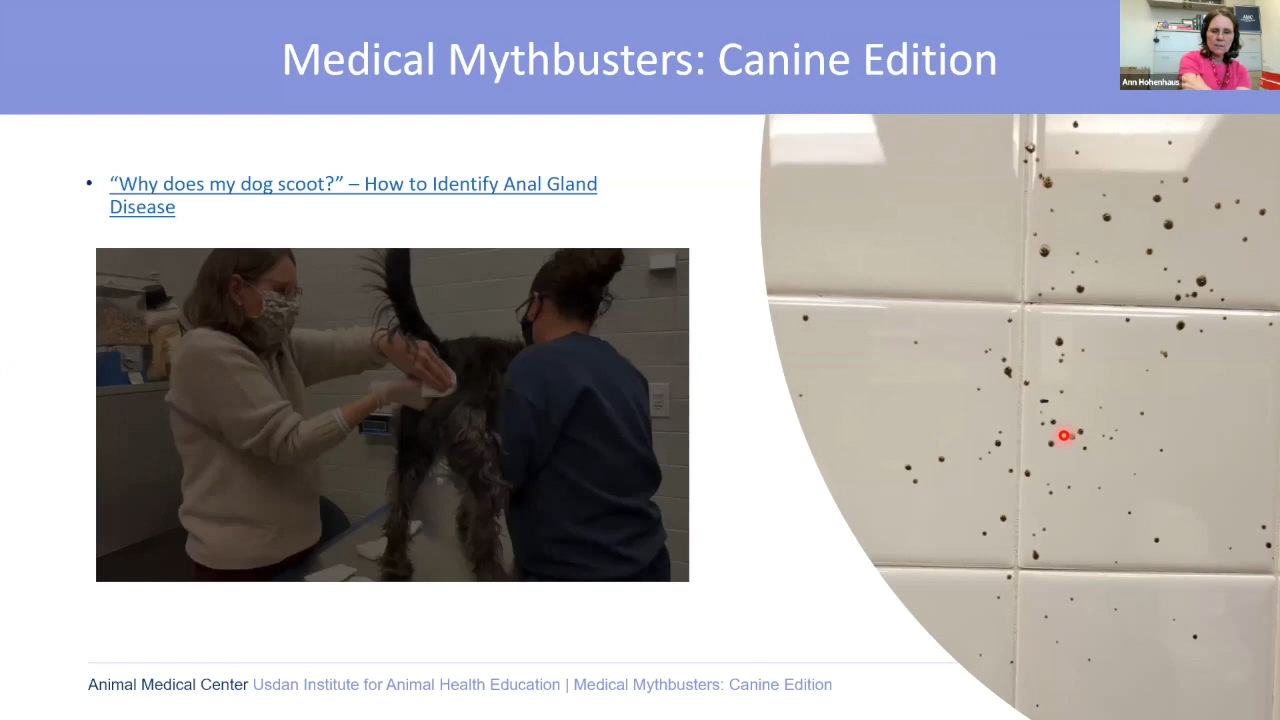 Medical Mythbusters: Canine Edition
Ann Hohenhaus
• “Why does my dog scoot?” – How to Identify Anal Gland
Disease
Animal Medical Center Usdan Institute for Animal Health Education | Medical Mythbusters: Canine Edition